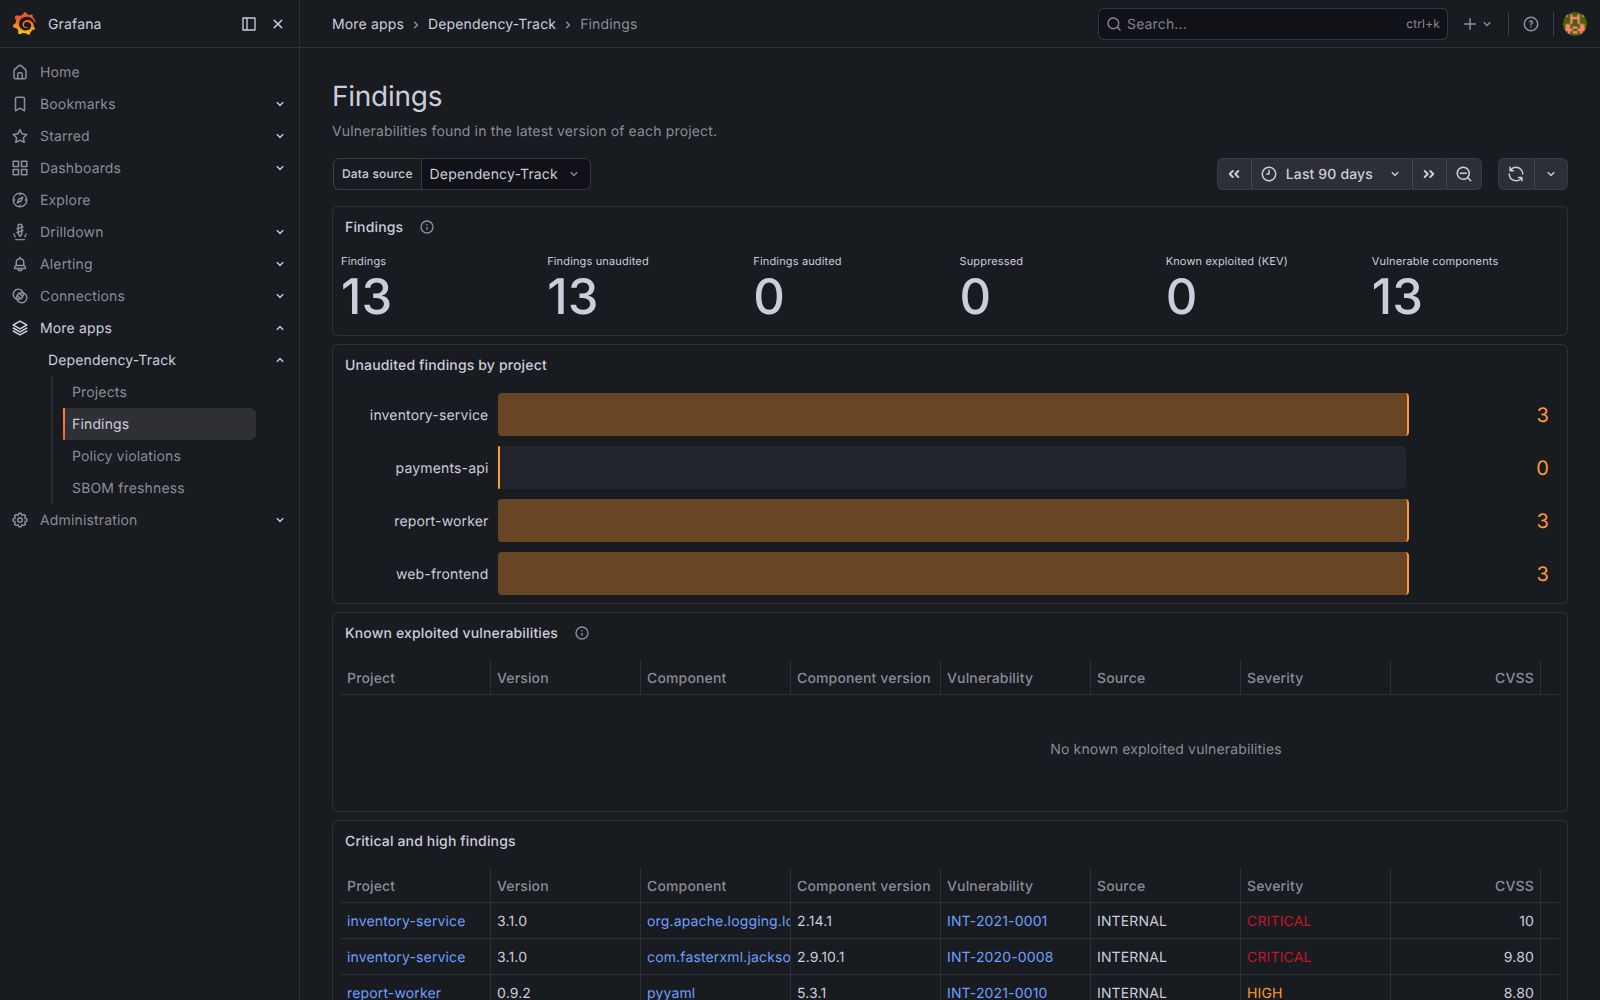 Grafana
More apps › Dependency-Track › Findings
Search...
ctrl+k
Home
Bookmarks
Starred
Dashboards
Explore
Drilldown
Alerting
Connections
More apps
Dependency-Track
Projects
Findings
Policy violations
SBOM freshness
Administration
Findings
Vulnerabilities found in the latest version of each project.
Data source Dependency-Track
Last 90 days
Findings
Findings Findings unaudited Findings audited Suppressed Known exploited (KEV) Vulnerable components
13 13 0 0 0 13
Unaudited findings by project
inventory-service 3
payments-api 0
report-worker 3
web-frontend 3
Known exploited vulnerabilities
Project Version Component Component version Vulnerability Source Severity CVSS
No known exploited vulnerabilities
Critical and high findings
Project Version Component Component version Vulnerability Source Severity CVSS
inventory-service 3.1.0 org.apache.logging.lo 2.14.1 INT-2021-0001 INTERNAL CRITICAL 10
inventory-service 3.1.0 com.fasterxml.jackso 2.9.10.1 INT-2020-0008 INTERNAL CRITICAL 9.80
report-worker 0.9.2 pyyaml 5.3.1 INT-2021-0010 INTERNAL HIGH 8.80